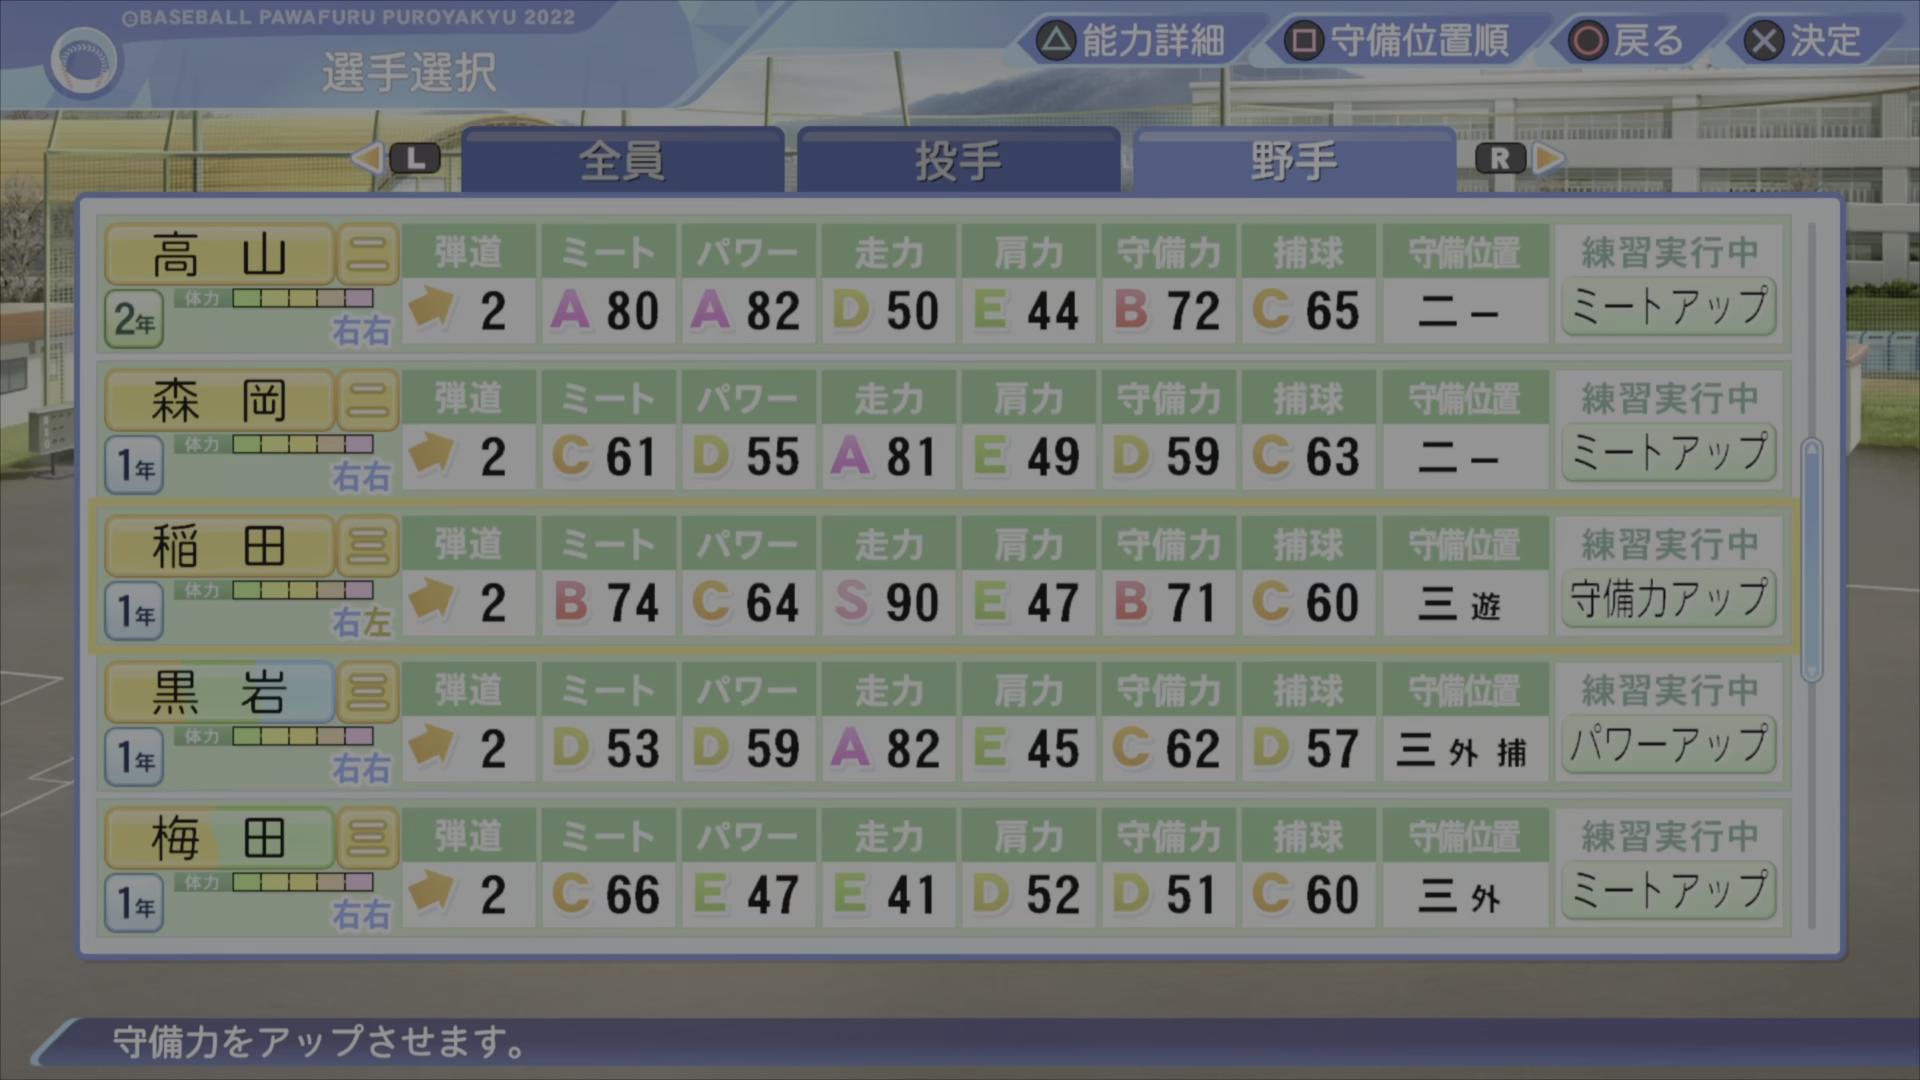 ©BASEBALL PAWAFURU PUROYAKYU 2022
選手選択
△能力詳細 □守備位置順 ○戻る ×決定
L 全員 投手 野手 R
高山 二 弾道 ミート パワー 走力 肩力 守備力 捕球 守備位置 練習実行中
2年 体力 右右 2 A 80 A 82 D 50 E 44 B 72 C 65 二 一 ミートアップ
森岡 二 弾道 ミート パワー 走力 肩力 守備力 捕球 守備位置 練習実行中
1年 体力 右右 2 C 61 D 55 A 81 E 49 D 59 C 63 二 一 ミートアップ
稲田 三 弾道 ミート パワー 走力 肩力 守備力 捕球 守備位置 練習実行中
1年 体力 右左 2 B 74 C 64 S 90 E 47 B 71 C 60 三 遊 守備力アップ
黒岩 三 弾道 ミート パワー 走力 肩力 守備力 捕球 守備位置 練習実行中
1年 体力 右右 2 D 53 D 59 A 82 E 45 C 62 D 57 三 外 捕 パワーアップ
梅田 三 弾道 ミート パワー 走力 肩力 守備力 捕球 守備位置 練習実行中
1年 体力 右右 2 C 66 E 47 E 41 D 52 D 51 C 60 三 外 ミートアップ
守備力をアップさせます。